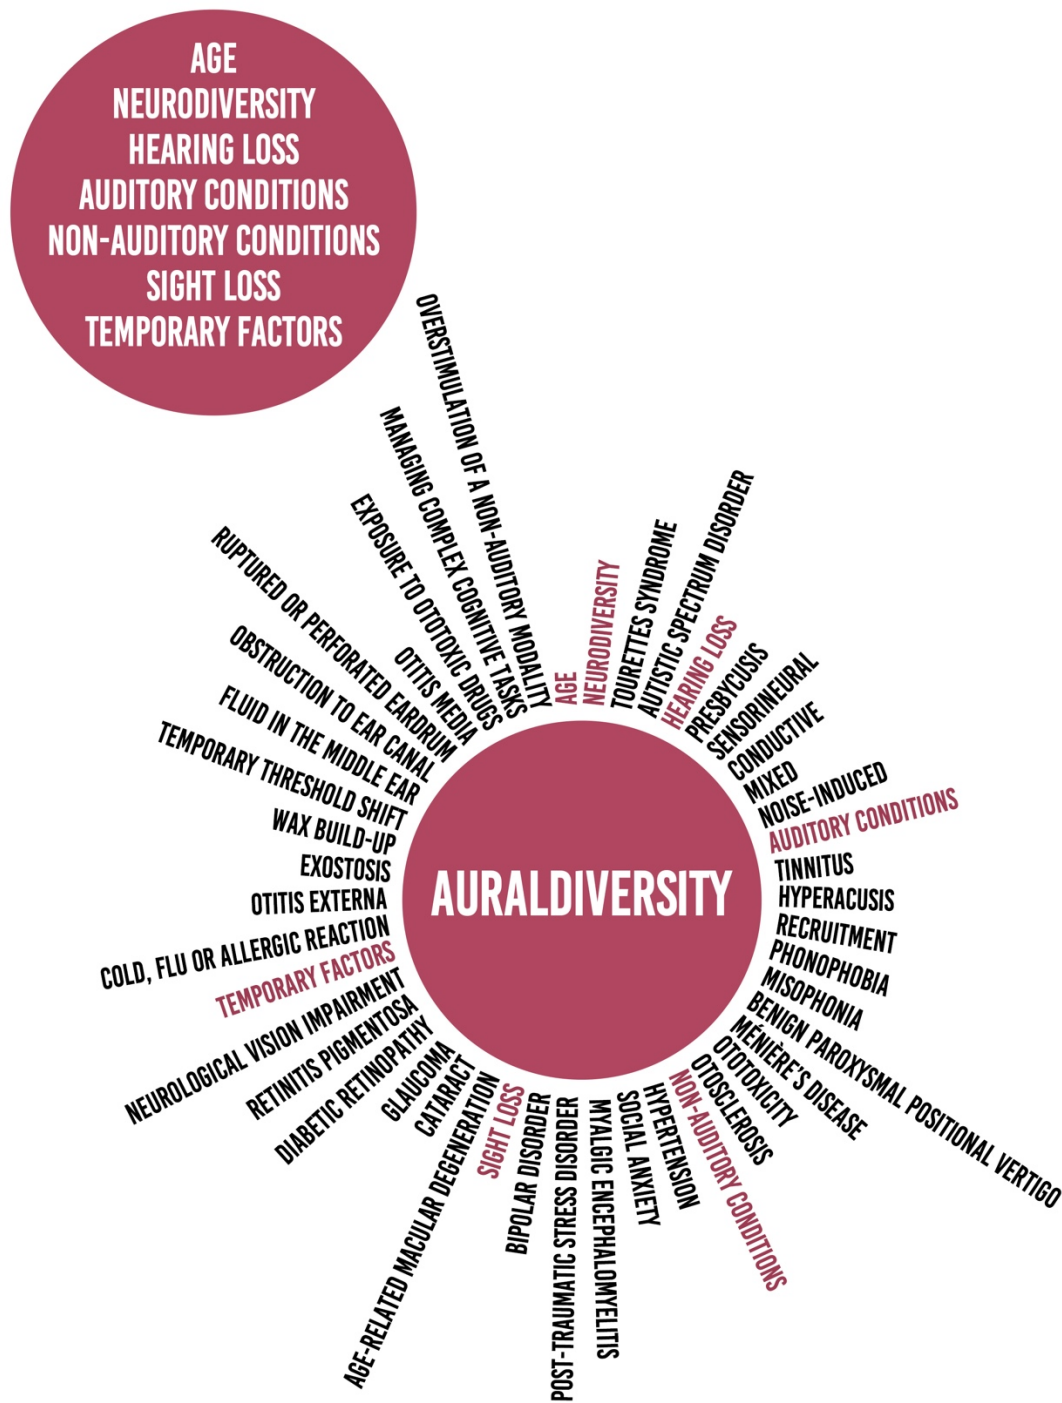 AGE
NEURODIVERSITY
HEARING LOSS
AUDITORY CONDITIONS
NON-AUDITORY CONDITIONS
SIGHT LOSS
TEMPORARY FACTORS
AURALDIVERSITY
AGE
NEURODIVERSITY
TOURETTES SYNDROME
AUTISTIC SPECTRUM DISORDER
HEARING LOSS
PRESBYCUSIS
SENSORINEURAL
CONDUCTIVE
MIXED
NOISE-INDUCED
AUDITORY CONDITIONS
TINNITUS
HYPERACUSIS
RECRUITMENT
PHONOPHOBIA
MISOPHONIA
BENIGN PAROXYSMAL POSITIONAL VERTIGO
MÉNIÈRE'S DISEASE
OTOTOXICITY
OTOSCLEROSIS
NON-AUDITORY CONDITIONS
HYPERTENSION
SOCIAL ANXIETY
MYALGIC ENCEPHALOMYELITIS
POST-TRAUMATIC STRESS DISORDER
BIPOLAR DISORDER
SIGHT LOSS
AGE-RELATED MACULAR DEGENERATION
CATARACT
GLAUCOMA
DIABETIC RETINOPATHY
RETINITIS PIGMENTOSA
NEUROLOGICAL VISION IMPAIRMENT
TEMPORARY FACTORS
COLD, FLU OR ALLERGIC REACTION
OTITIS EXTERNA
EXOSTOSIS
WAX BUILD-UP
TEMPORARY THRESHOLD SHIFT
FLUID IN THE MIDDLE EAR
OBSTRUCTION TO EAR CANAL
RUPTURED OR PERFORATED EARDRUM
OTITIS MEDIA
EXPOSURE TO OTOTOXIC DRUGS
MANAGING COMPLEX COGNITIVE TASKS
OVERSTIMULATION OF A NON-AUDITORY MODALITY